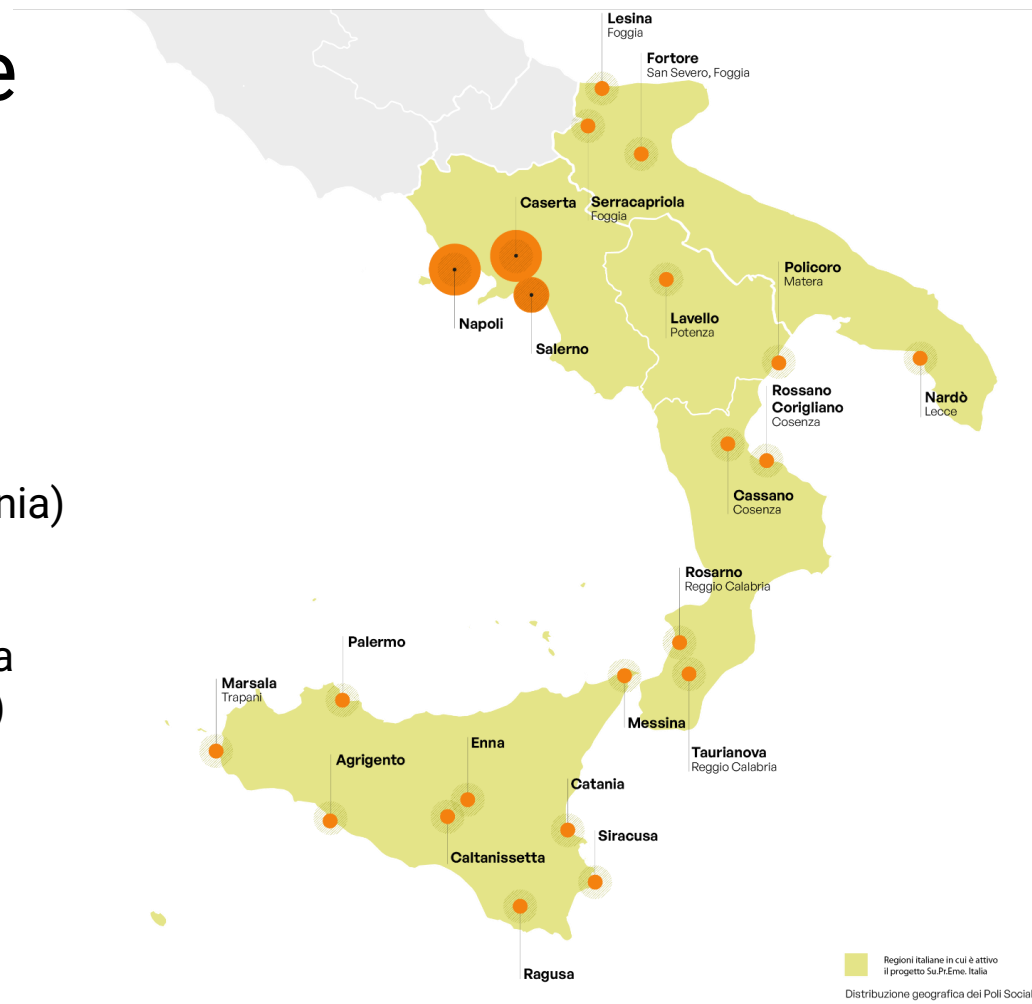 e
nia)
a
)
Lesina
Foggia
Fortore
San Severo, Foggia
Caserta
Serracapriola
Foggia
Policoro
Matera
Napoli
Lavello
Potenza
Salerno
Rossano
Corigliano
Cosenza
Nardò
Lecce
Cassano
Cosenza
Rosarno
Reggio Calabria
Palermo
Marsala
Trapani
Messina
Enna
Taurianova
Reggio Calabria
Agrigento
Catania
Siracusa
Caltanissetta
Ragusa
Regioni italiane in cui è attivo
il progetto Su.Pr.Eme. Italia
Distribuzione geografica dei Poli Social